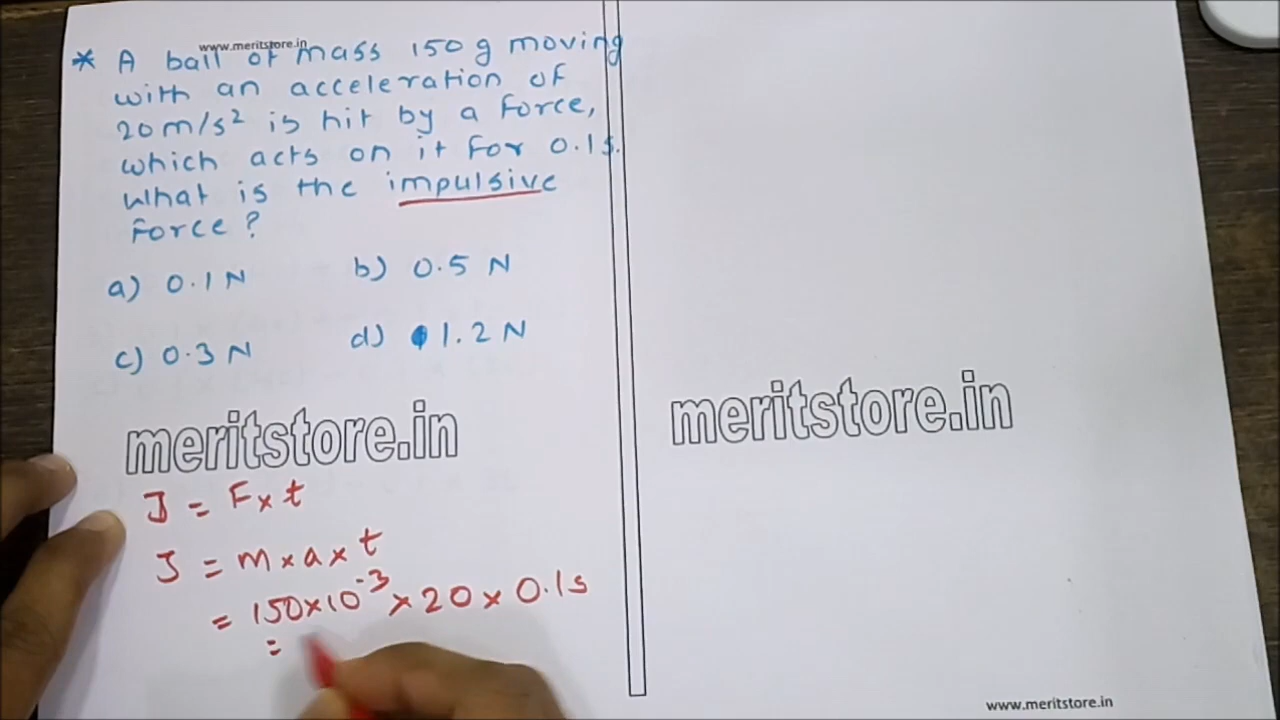 www.meritstore.in
* A ball of mass 150 g moving
with an acceleration of
20 m/s² is hit by a force,
which acts on it for 0.1s.
What is the impulsive
force ?
a) 0.1 N b) 0.5 N
c) 0.3 N d) 1.2 N
meritstore.in
meritstore.in
J = F × t
J = m × a × t
= 150×10⁻³ × 20 × 0.1s
=
www.meritstore.in